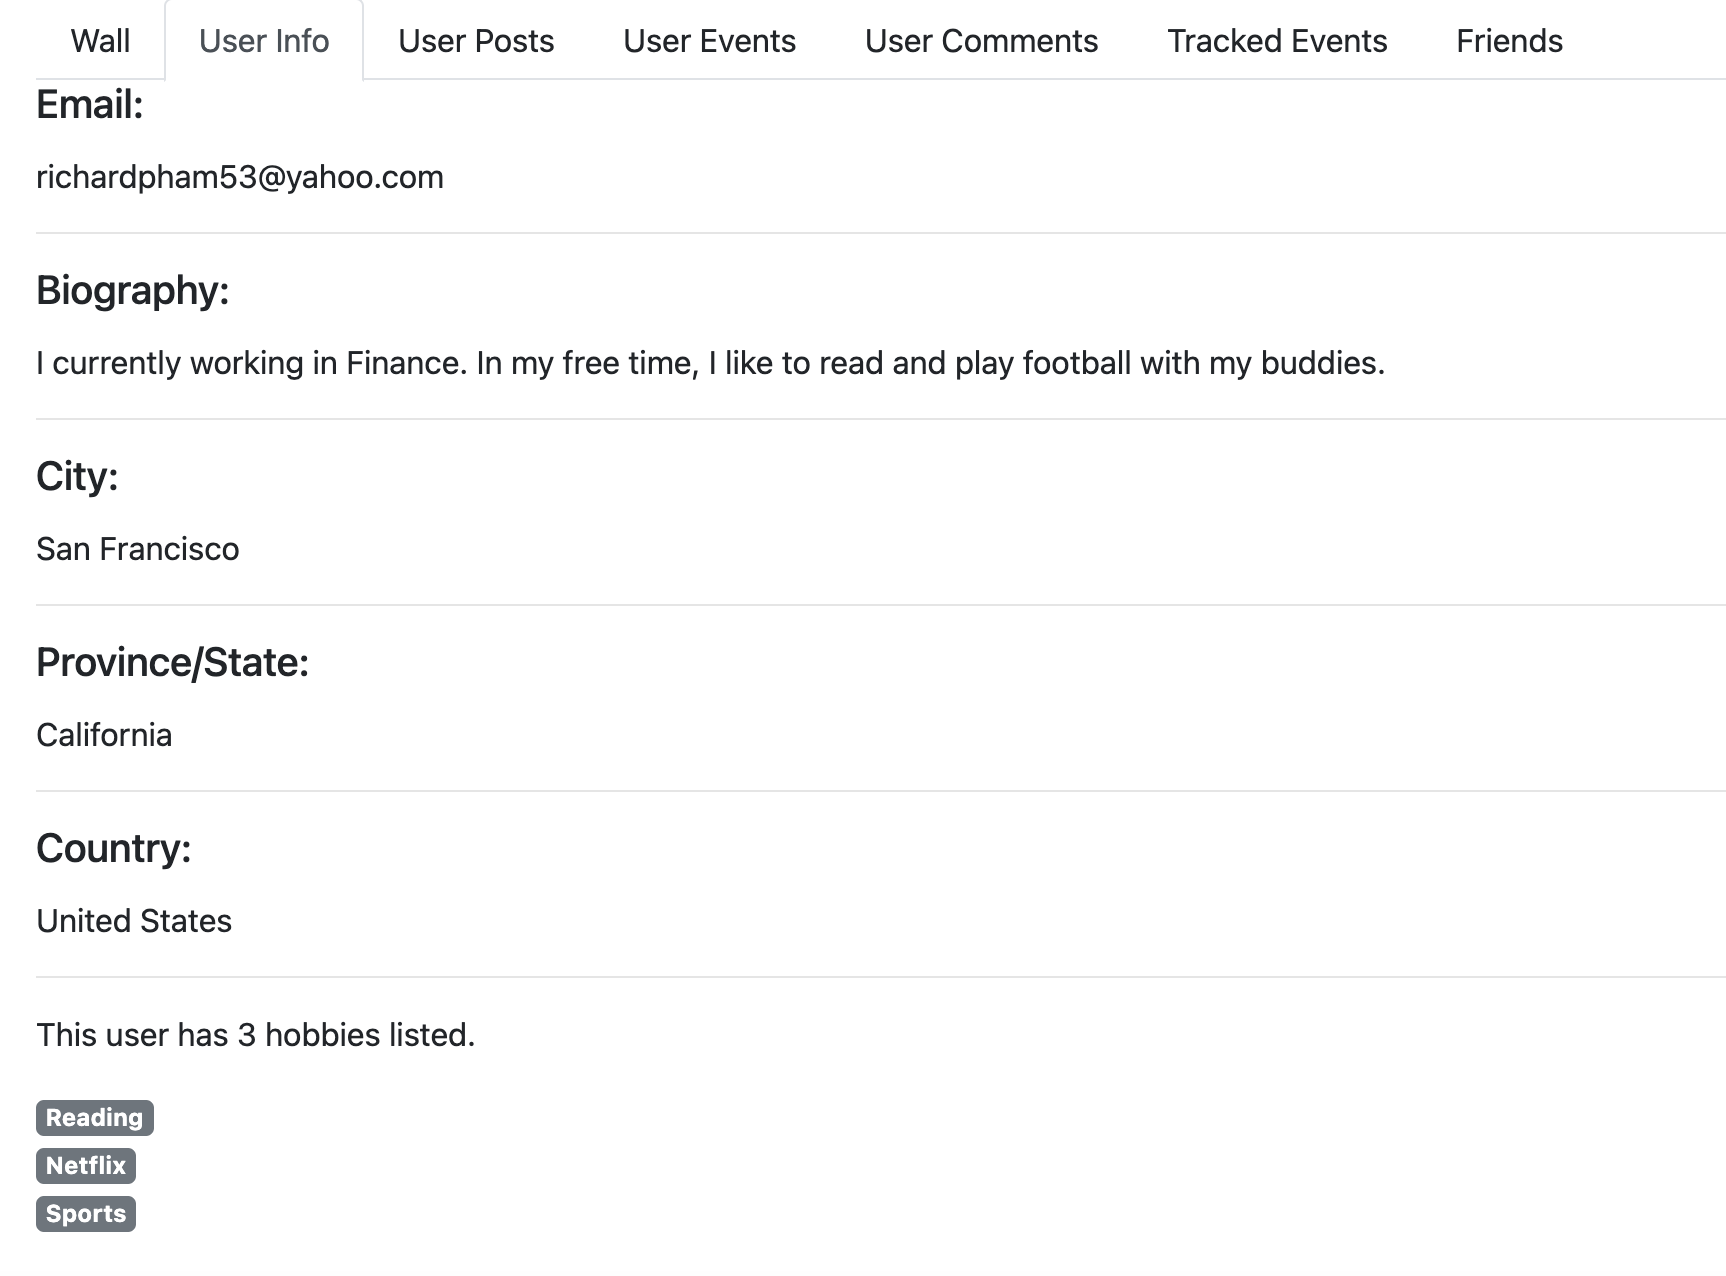 Wall User Info User Posts User Events User Comments Tracked Events Friends
Email:
richardpham53@yahoo.com
Biography:
I currently working in Finance. In my free time, I like to read and play football with my buddies.
City:
San Francisco
Province/State:
California
Country:
United States
This user has 3 hobbies listed.
Reading
Netflix
Sports